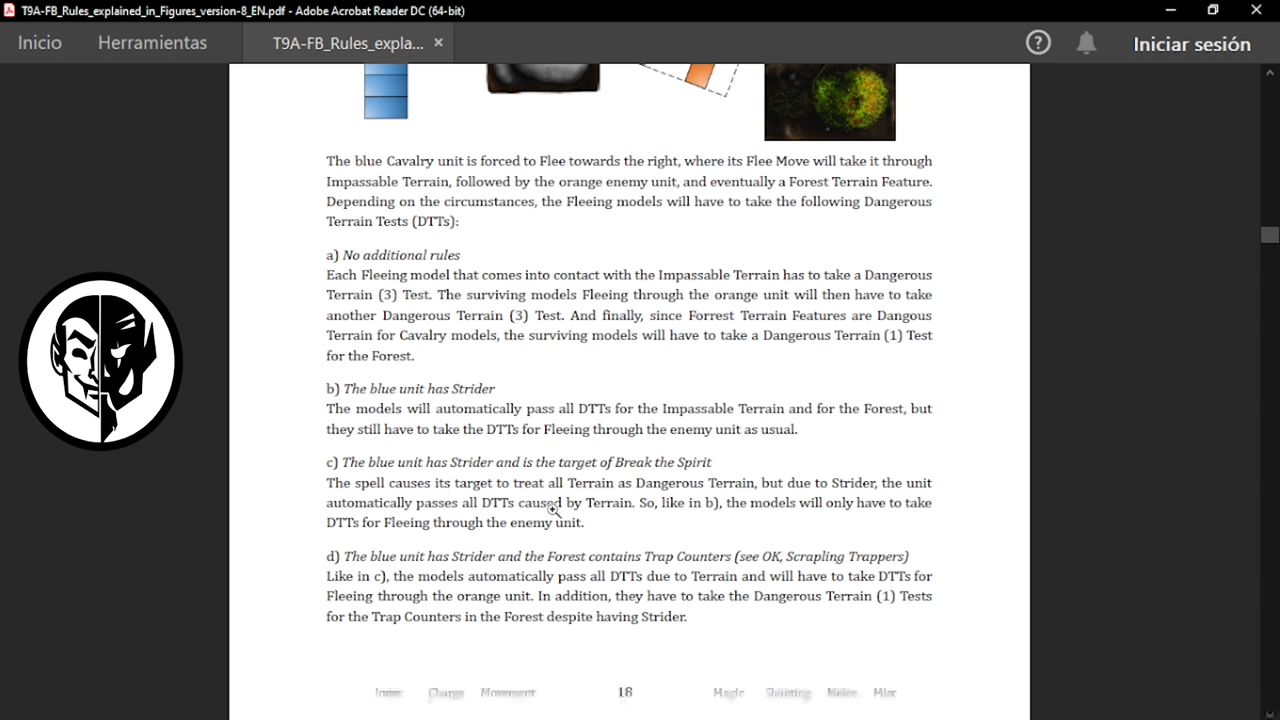 T9A-FB_Rules_explained_in_Figures_version-8_EN.pdf - Adobe Acrobat Reader DC (64-bit)
Inicio Herramientas T9A-FB_Rules_expla... Iniciar sesión
The blue Cavalry unit is forced to Flee towards the right, where its Flee Move will take it through
Impassable Terrain, followed by the orange enemy unit, and eventually a Forest Terrain Feature.
Depending on the circumstances, the Fleeing models will have to take the following Dangerous
Terrain Tests (DTTs):
a) No additional rules
Each Fleeing model that comes into contact with the Impassable Terrain has to take a Dangerous
Terrain (3) Test. The surviving models Fleeing through the orange unit will then have to take
another Dangerous Terrain (3) Test. And finally, since Forrest Terrain Features are Dangous
Terrain for Cavalry models, the surviving models will have to take a Dangerous Terrain (1) Test
for the Forest.
b) The blue unit has Strider
The models will automatically pass all DTTs for the Impassable Terrain and for the Forest, but
they still have to take the DTTs for Fleeing through the enemy unit as usual.
c) The blue unit has Strider and is the target of Break the Spirit
The spell causes its target to treat all Terrain as Dangerous Terrain, but due to Strider, the unit
automatically passes all DTTs caused by Terrain. So, like in b), the models will only have to take
DTTs for Fleeing through the enemy unit.
d) The blue unit has Strider and the Forest contains Trap Counters (see OK, Scrapling Trappers)
Like in c), the models automatically pass all DTTs due to Terrain and will have to take DTTs for
Fleeing through the orange unit. In addition, they have to take the Dangerous Terrain (1) Tests
for the Trap Counters in the Forest despite having Strider.
Index Charge Movement 18 Magic Shooting Melee Misc